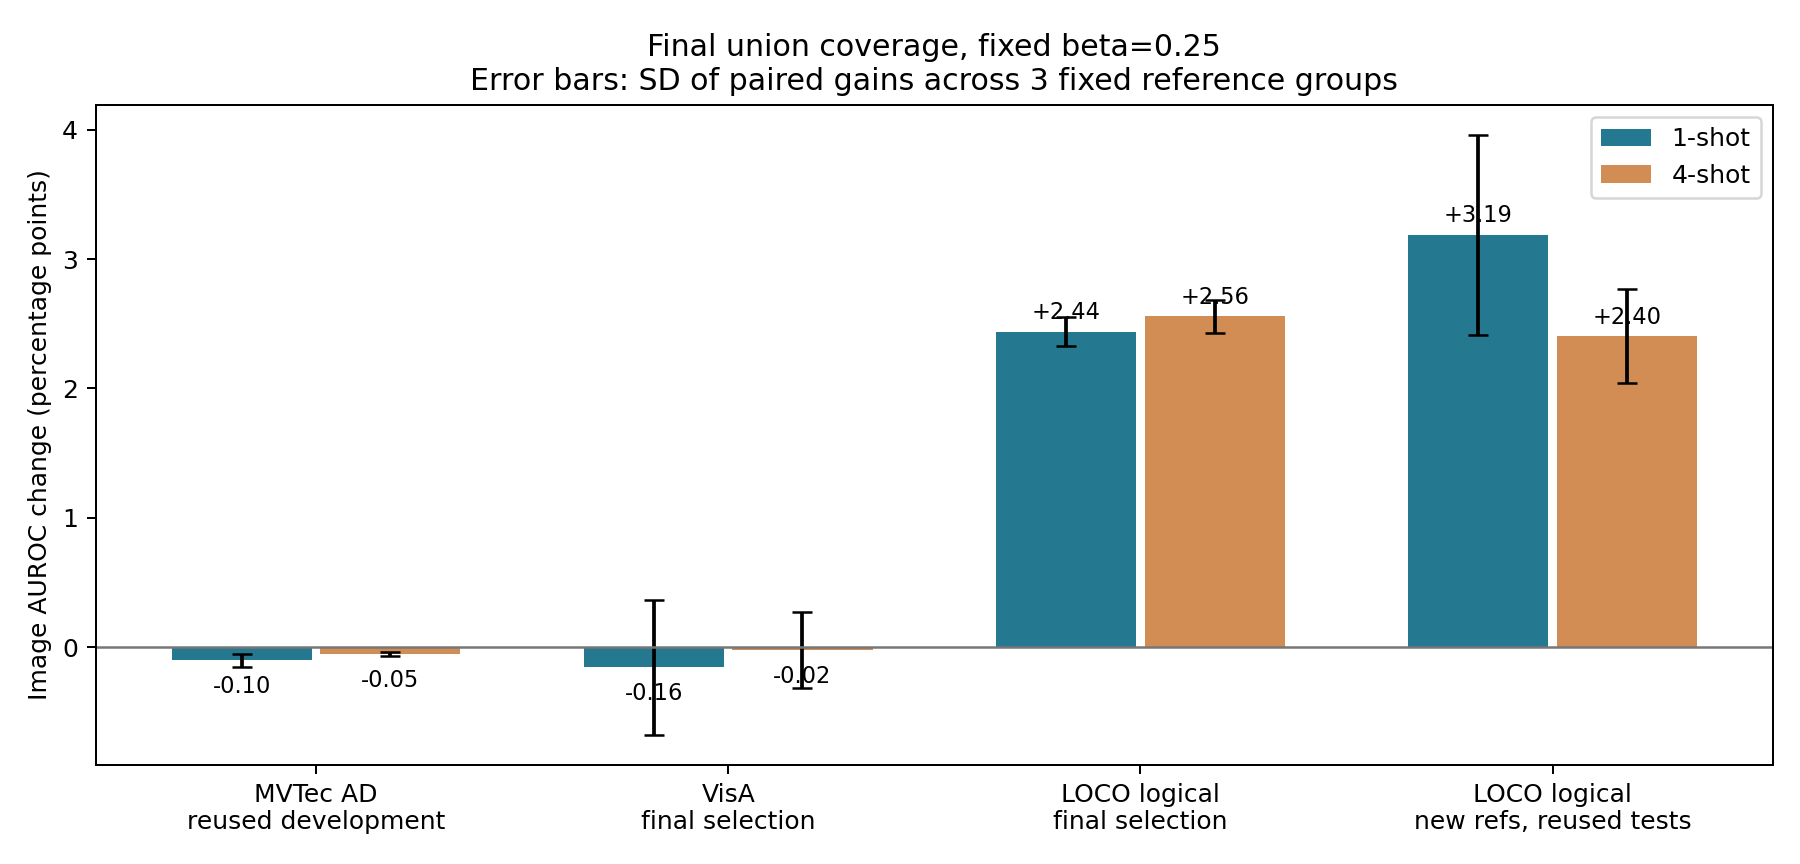 Final union coverage, fixed beta=0.25
Error bars: SD of paired gains across 3 fixed reference groups
Image AUROC change (percentage points)
4
3
2
1
0
1-shot
4-shot
-0.10
-0.05
-0.16
-0.02
+2.44
+2.56
+3.19
+2.40
MVTec AD
reused development
VisA
final selection
LOCO logical
final selection
LOCO logical
new refs, reused tests